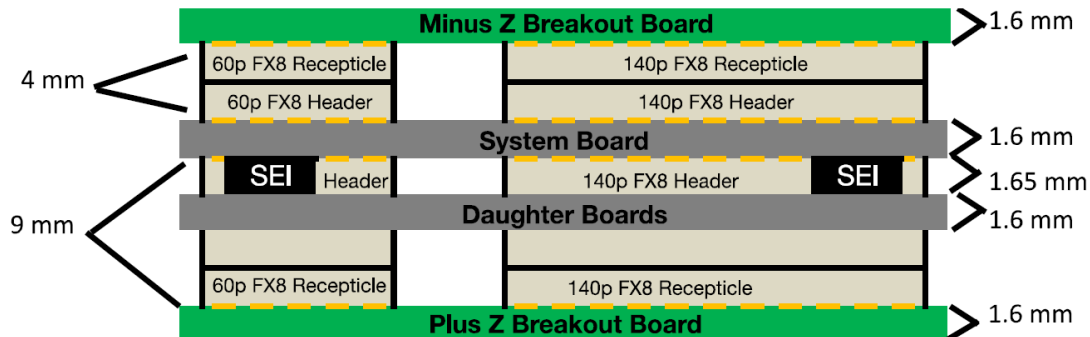 Minus Z Breakout Board
1.6 mm
4 mm
60p FX8 Recepticle
140p FX8 Recepticle
60p FX8 Header
140p FX8 Header
System Board
1.6 mm
SEI
Header
140p FX8 Header
SEI
1.65 mm
9 mm
Daughter Boards
1.6 mm
60p FX8 Recepticle
140p FX8 Recepticle
Plus Z Breakout Board
1.6 mm